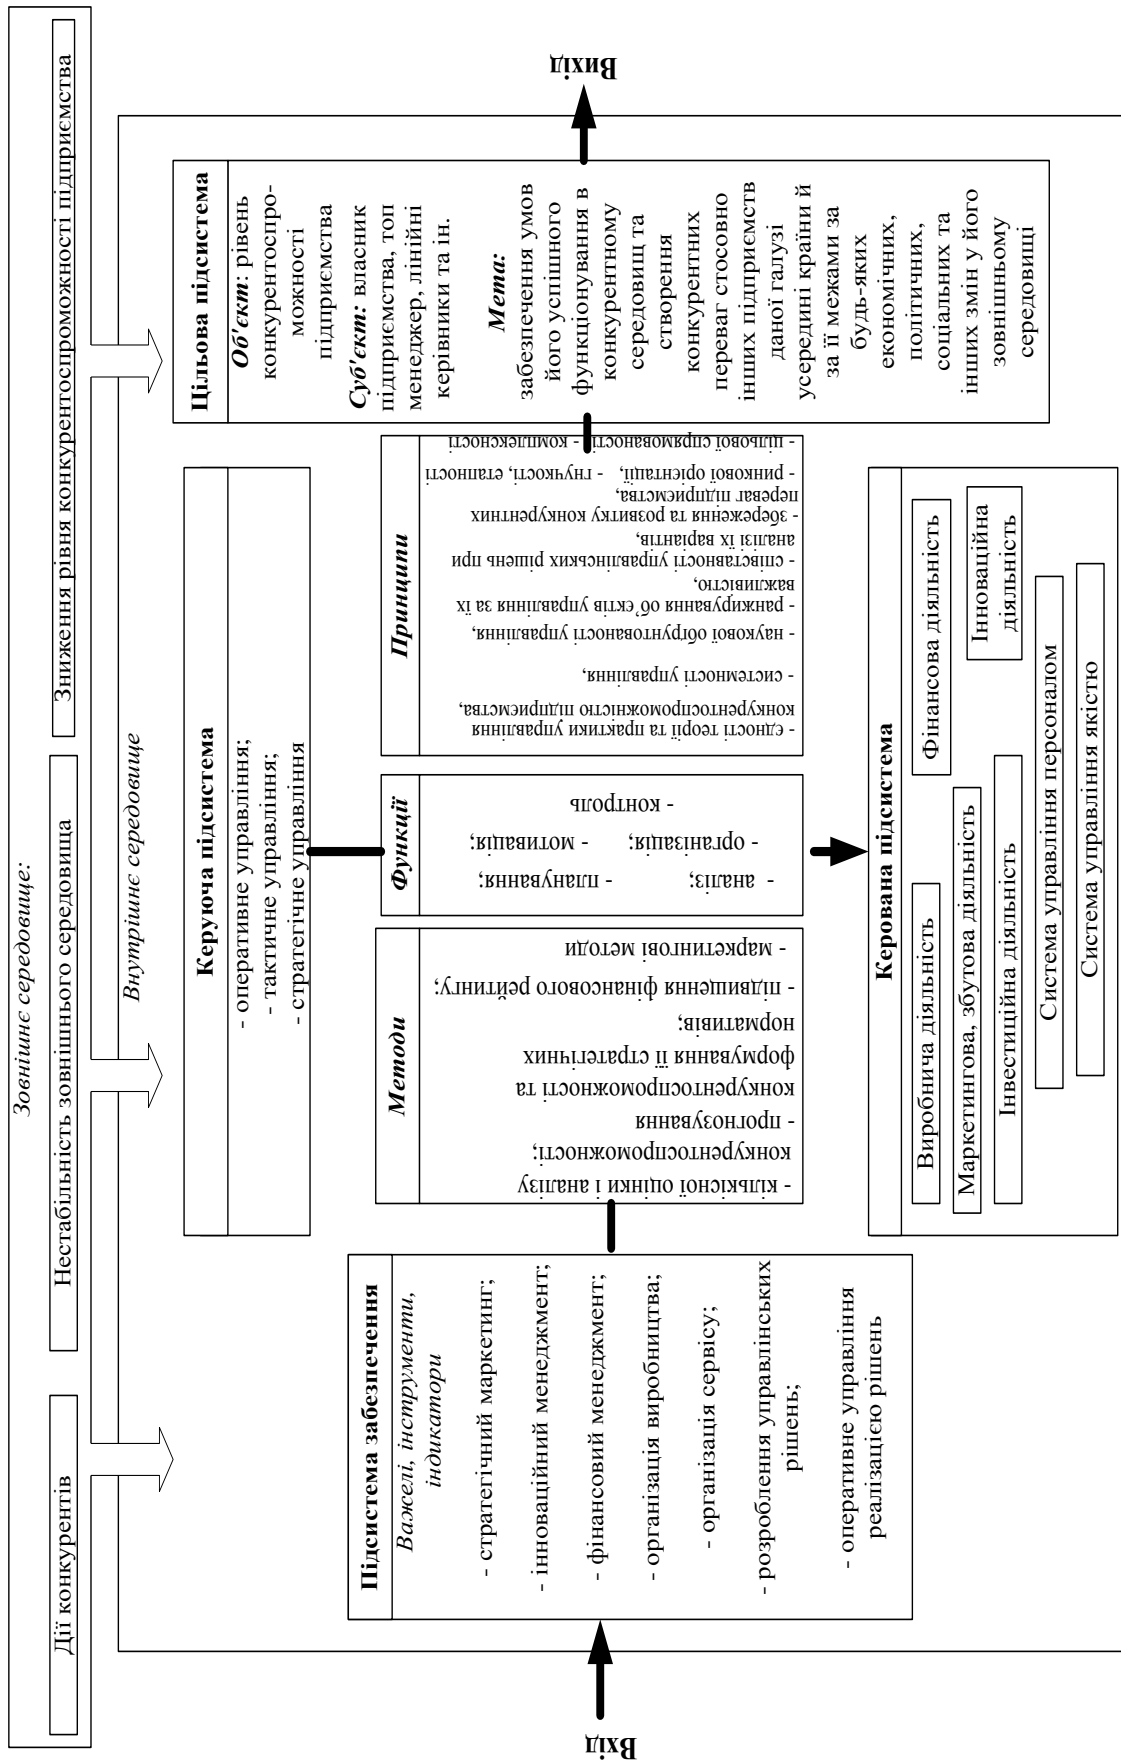 Зовнішнє середовище:
Дії конкурентів
Нестабільність зовнішнього середовища
Зниження рівня конкурентоспроможності підприємства
Внутрішнє середовище
Керуюча підсистема
- оперативне управління;
- тактичне управління;
- стратегічне управління
Вхід
Підсистема забезпечення
Важелі, інструменти,
індикатори
- стратегічний маркетинг;
- інноваційний менеджмент;
- фінансовий менеджмент;
- організація виробництва;
- організація сервісу;
- розроблення управлінських
рішень;
- оперативне управління
реалізацією рішень
Методи
- кількісної оцінки і аналізу
конкурентоспроможності;
- прогнозування
конкурентоспроможності та
формування її стратегічних
нормативів;
- підвищення фінансового рейтингу;
- маркетингові методи
Функції
- аналіз; - планування;
- організація; - мотивація;
- контроль
Принципи
- єдності теорії та практики управління
конкурентоспроможністю підприємства,
- системності управління,
- наукової обґрунтованості управління,
- ранжирування об’єктів управління за їх
важливістю,
- співставності управлінських рішень при
аналізі їх варіантів,
- збереження та розвитку конкурентних
переваг підприємства,
- ринкової орієнтації, - гнучкості, етапності
- цільової спрямованості - комплексності
Цільова підсистема
Об'єкт: рівень
конкурентоспро-
можності
підприємства
Суб'єкт: власник
підприємства, топ
менеджер, лінійні
керівники та ін.
Мета:
забезпечення умов
його успішного
функціонування в
конкурентному
середовищ та
створення
конкурентних
переваг стосовно
інших підприємств
даної галузі
усередині країни й
за її межами за
будь-яких
економічних,
політичних,
соціальних та
інших змін у його
зовнішньому
середовищі
Вихід
Керована підсистема
Виробнича діяльність
Фінансова діяльність
Маркетингова, збутова діяльність
Інноваційна
діяльність
Інвестиційна діяльність
Система управління персоналом
Система управління якістю